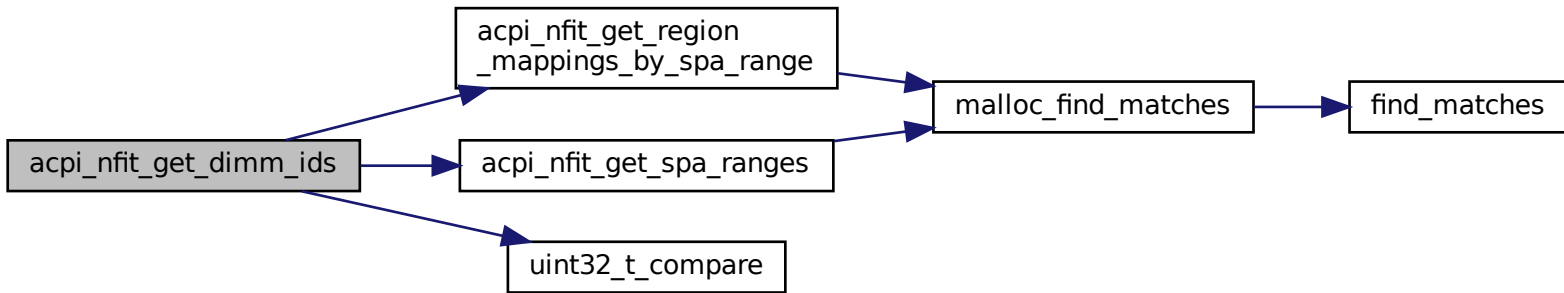 acpi_nfit_get_dimm_ids
acpi_nfit_get_region
_mappings_by_spa_range
acpi_nfit_get_spa_ranges
uint32_t_compare
malloc_find_matches
find_matches